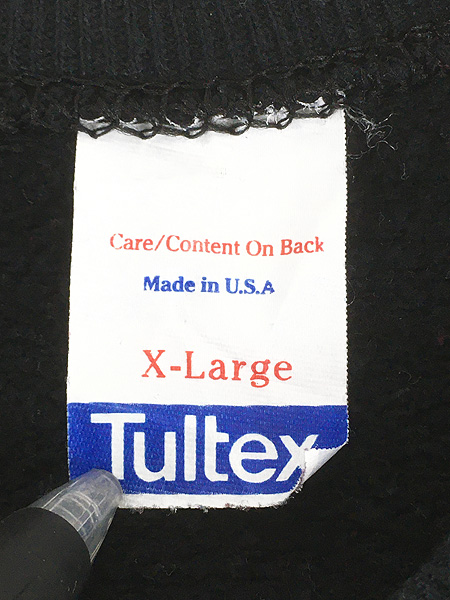 Care/Content On Back
Made in U.S.A
X-Large
Tultex